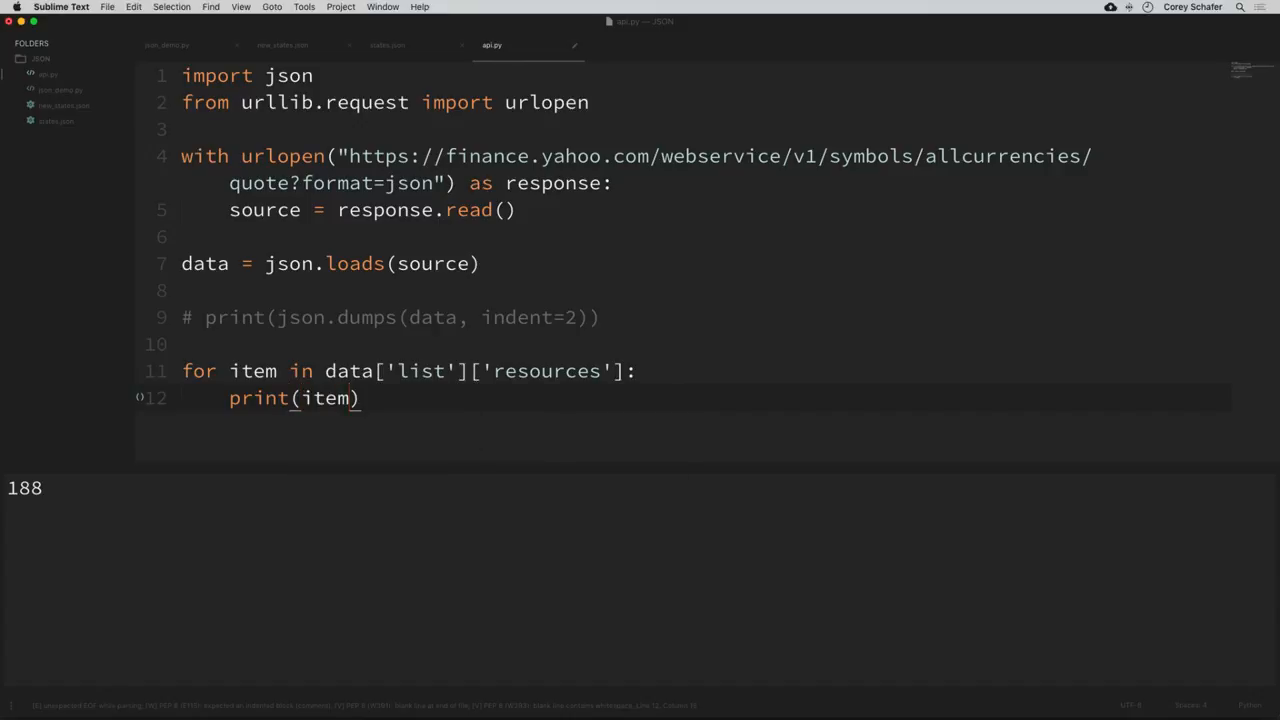 Sublime Text File Edit Selection Find View Goto Tools Project Window Help Corey Schafer
api.py — JSON
FOLDERS
JSON
api.py
json_demo.py
new_states.json
states.json
json_demo.py × new_states.json × states.json × api.py
1 import json
2 from urllib.request import urlopen
3
4 with urlopen("https://finance.yahoo.com/webservice/v1/symbols/allcurrencies/
quote?format=json") as response:
5 source = response.read()
6
7 data = json.loads(source)
8
9 # print(json.dumps(data, indent=2))
10
11 for item in data['list']['resources']:
12 print(item)
188
UTF-8 Spaces: 4 Python